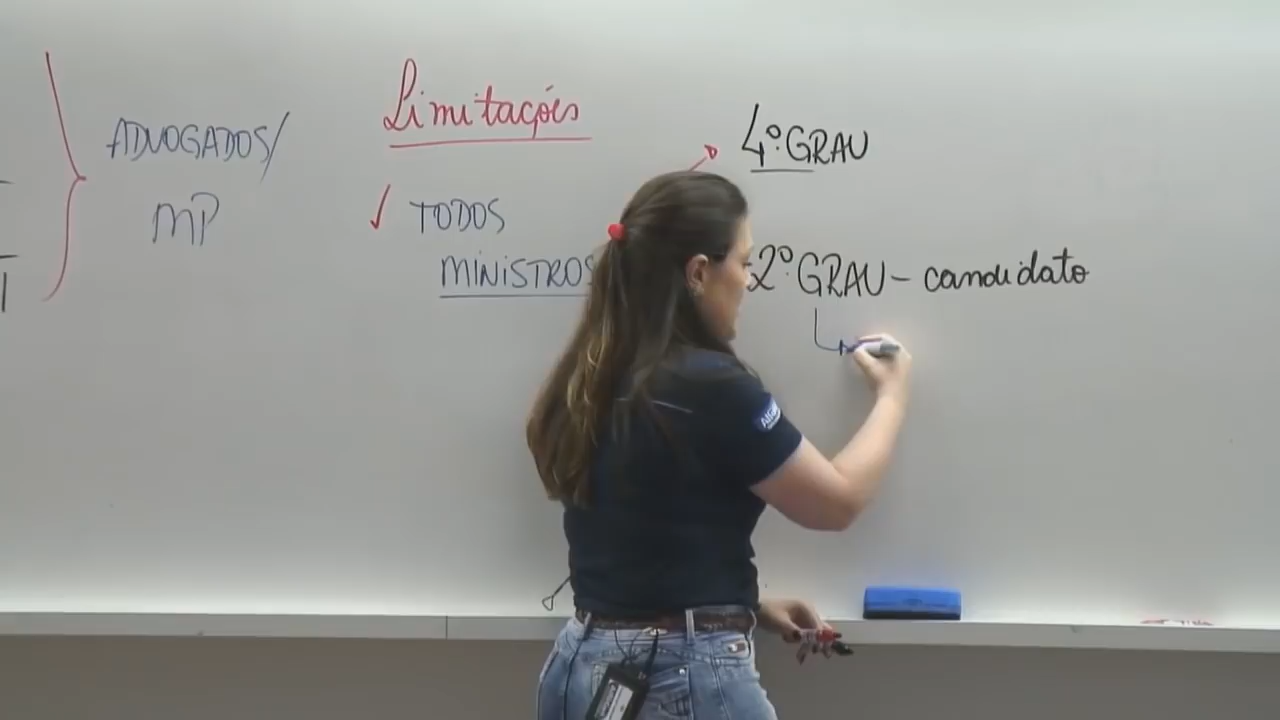 ADVOGADOS/
MP
Limitações
✓ TODOS
MINISTROS
4º GRAU
2º GRAU - candidato